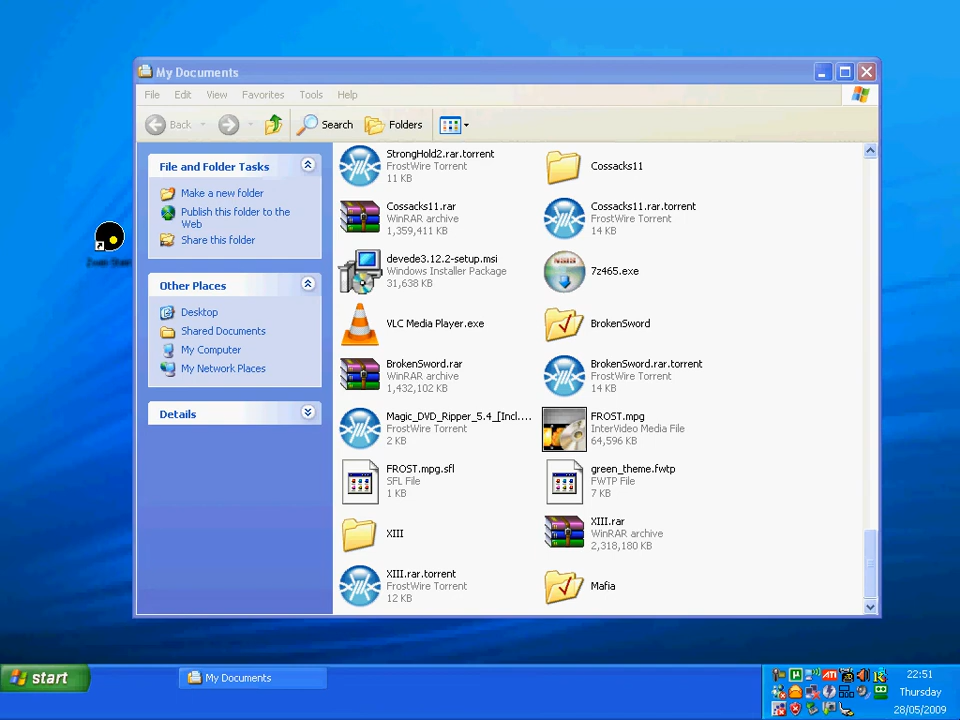 My Documents
File Edit View Favorites Tools Help
Back Search Folders
File and Folder Tasks
Make a new folder
Publish this folder to the
Web
Share this folder
Other Places
Desktop
Shared Documents
My Computer
My Network Places
Details
StrongHold2.rar.torrent
FrostWire Torrent
11 KB
Cossacks11
Cossacks11.rar
WinRAR archive
1,359,411 KB
Cossacks11.rar.torrent
FrostWire Torrent
14 KB
devede3.12.2-setup.msi
Windows Installer Package
31,638 KB
7z465.exe
VLC Media Player.exe
BrokenSword
BrokenSword.rar
WinRAR archive
1,432,102 KB
BrokenSword.rar.torrent
FrostWire Torrent
14 KB
Magic_DVD_Ripper_5.4_[Incl....
FrostWire Torrent
2 KB
FROST.mpg
InterVideo Media File
64,596 KB
FROST.mpg.sfl
SFL File
1 KB
green_theme.fwtp
FWTP File
7 KB
XIII
XIII.rar
WinRAR archive
2,318,180 KB
XIII.rar.torrent
FrostWire Torrent
12 KB
Mafia
start
My Documents
ATI
22:51
Thursday
28/05/2009